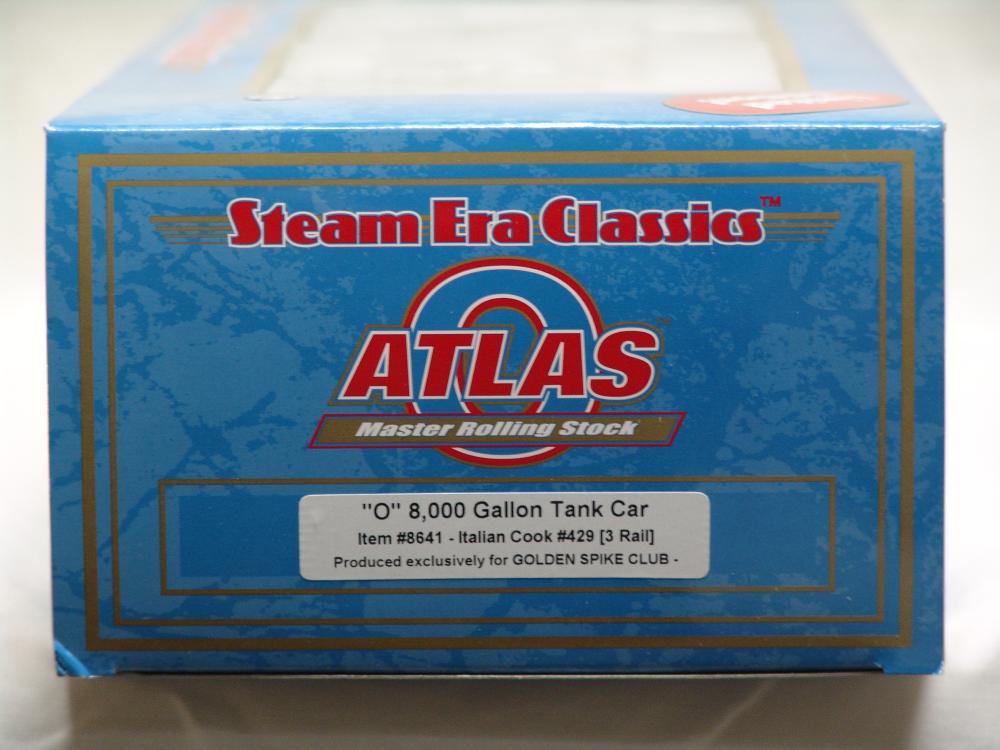 Steam Era Classics™
ATLAS
O
Master Rolling Stock
"O" 8,000 Gallon Tank Car
Item #8641 - Italian Cook #429 [3 Rail]
Produced exclusively for GOLDEN SPIKE CLUB -